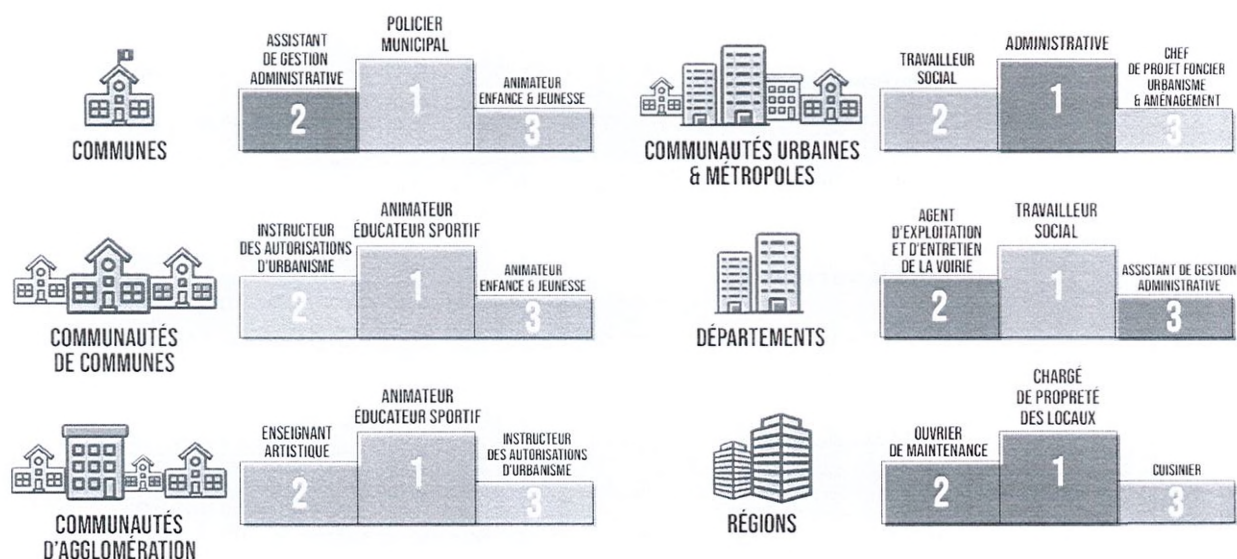 COMMUNES
ASSISTANT
DE GESTION
ADMINISTRATIVE
2
POLICIER
MUNICIPAL
1
ANIMATEUR
ENFANCE & JEUNESSE
3
COMMUNAUTÉS URBAINES
& MÉTROPOLES
TRAVAILLEUR
SOCIAL
2
ADMINISTRATIVE
1
CHEF
DE PROJET FONCIER
URBANISME
& AMÉNAGEMENT
3
COMMUNAUTÉS
DE COMMUNES
INSTRUCTEUR
DES AUTORISATIONS
D'URBANISME
2
ANIMATEUR
ÉDUCATEUR SPORTIF
1
ANIMATEUR
ENFANCE & JEUNESSE
3
DÉPARTEMENTS
AGENT
D'EXPLOITATION
ET D'ENTRETIEN
DE LA VOIRIE
2
TRAVAILLEUR
SOCIAL
1
ASSISTANT DE GESTION
ADMINISTRATIVE
3
COMMUNAUTÉS
D'AGGLOMÉRATION
ENSEIGNANT
ARTISTIQUE
2
ANIMATEUR
ÉDUCATEUR SPORTIF
1
INSTRUCTEUR
DES AUTORISATIONS
D'URBANISME
3
RÉGIONS
OUVRIER
DE MAINTENANCE
2
CHARGÉ
DE PROPRETÉ
DES LOCAUX
1
CUISINIER
3